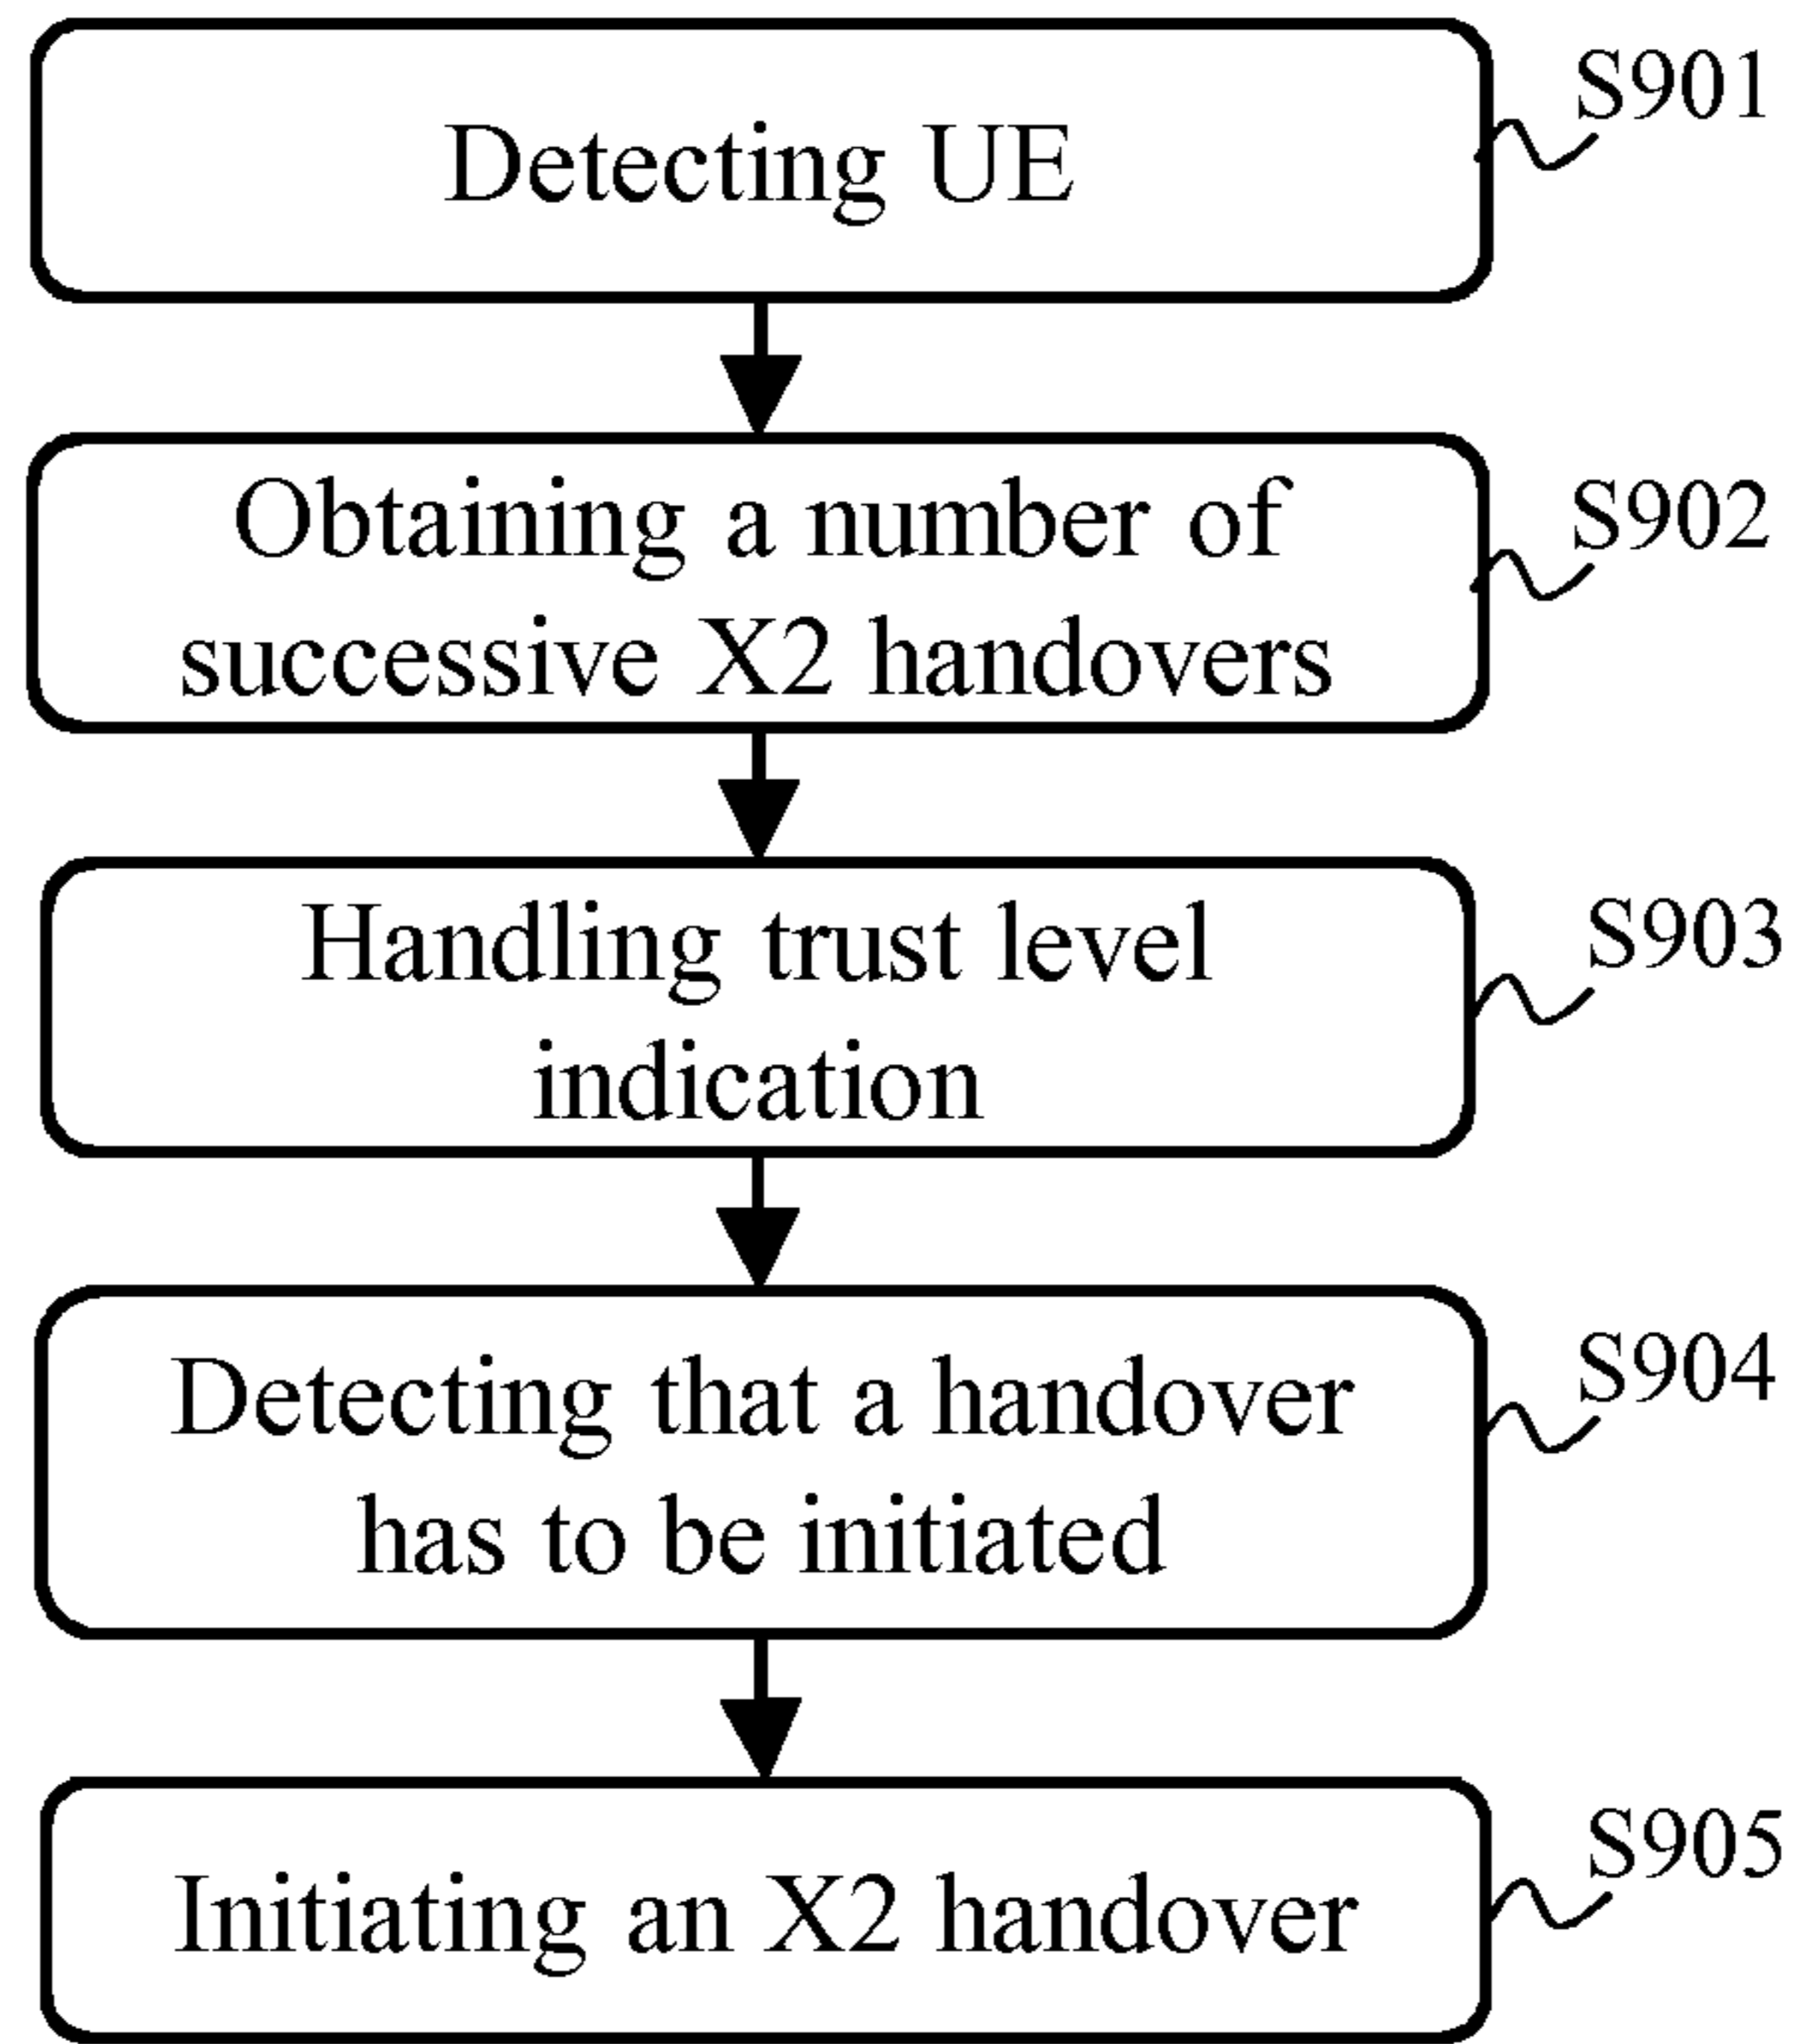 Detecting UE
S901
Obtaining a number of
successive X2 handovers
S902
Handling trust level
indication
S903
Detecting that a handover
has to be initiated
S904
Initiating an X2 handover
S905